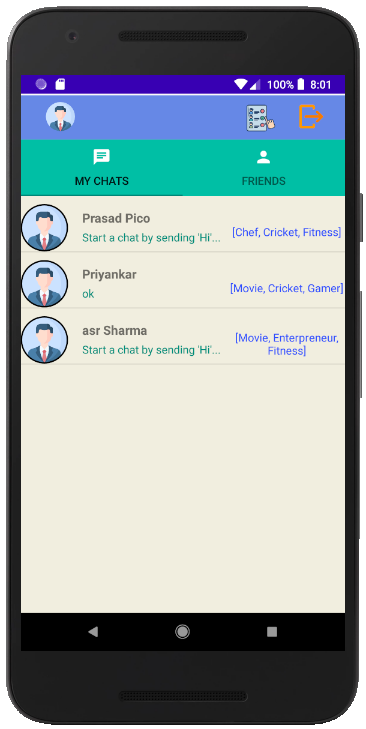 100% 8:01
MY CHATS FRIENDS
Prasad Pico
Start a chat by sending 'Hi'...
[Chef, Cricket, Fitness]
Priyankar
ok
[Movie, Cricket, Gamer]
asr Sharma
Start a chat by sending 'Hi'...
[Movie, Enterpreneur,
Fitness]